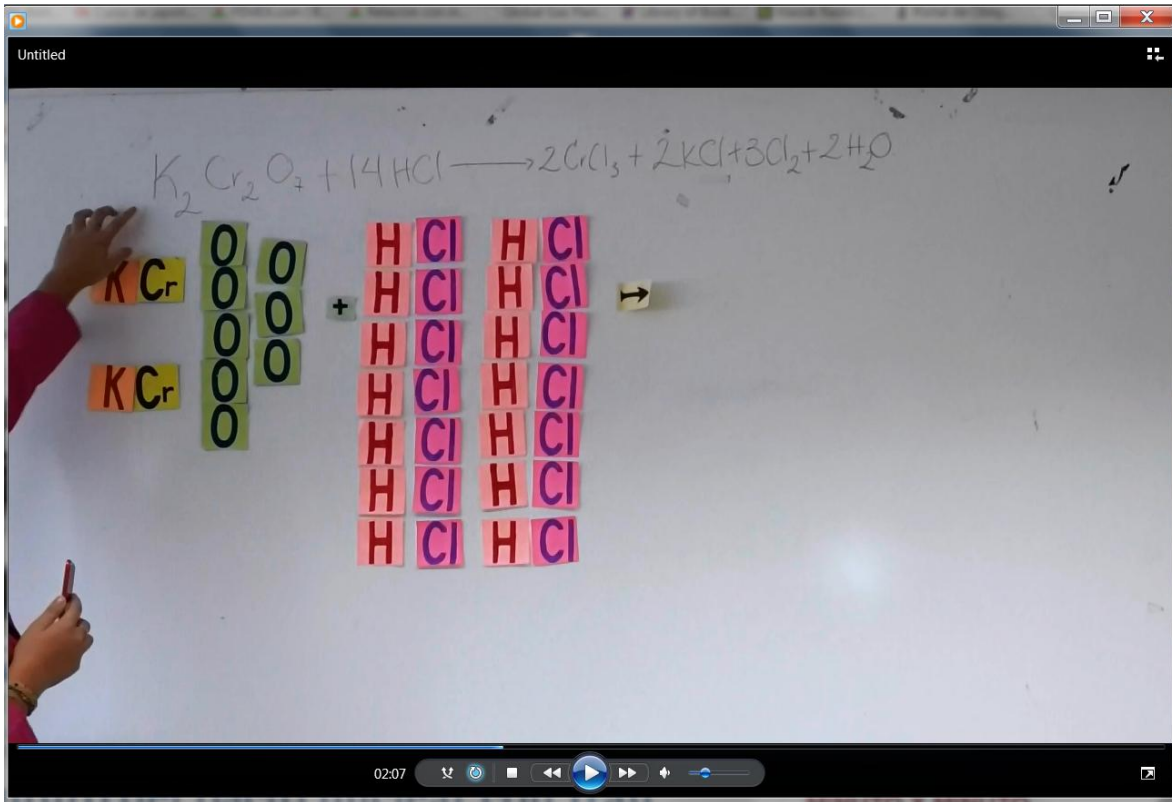 Untitled
K₂Cr₂O₇ + 14HCl ⟶ 2CrCl₃ + 2KCl + 3Cl₂ + 2H₂O
O H Cl H Cl
K Cr O O + H Cl H Cl →
O O H Cl H Cl
K Cr O O H Cl H Cl
O H Cl H Cl
H Cl H Cl
H Cl H Cl
02:07